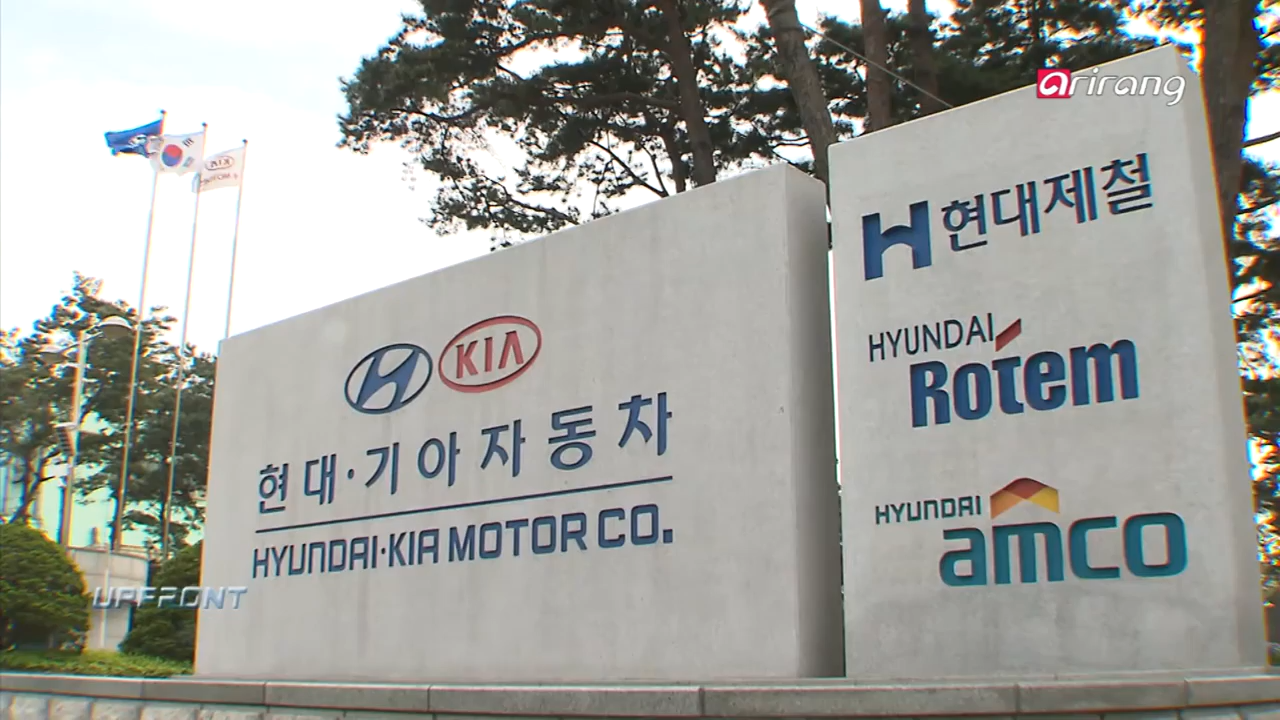 arirang
KIA
현대·기아자동차
HYUNDAI·KIA MOTOR CO.
현대제철
HYUNDAI
Rotem
HYUNDAI
amco
KIA
UPFRONT